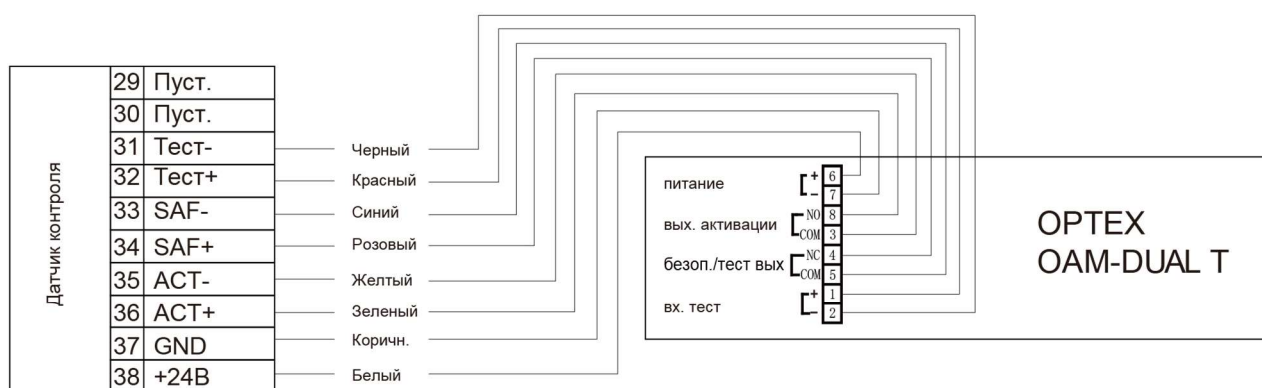 Датчик контроля
29 Пуст.
30 Пуст.
31 Тест-
32 Тест+
33 SAF-
34 SAF+
35 ACT-
36 ACT+
37 GND
38 +24В
Черный
Красный
Синий
Розовый
Желтый
Зеленый
Коричн.
Белый
питание
+ 6
- 7
вых. активации
NO 8
COM 3
безоп./тест вых
NC 4
COM 5
вх. тест
+ 1
- 2
OPTEX
OAM-DUAL T